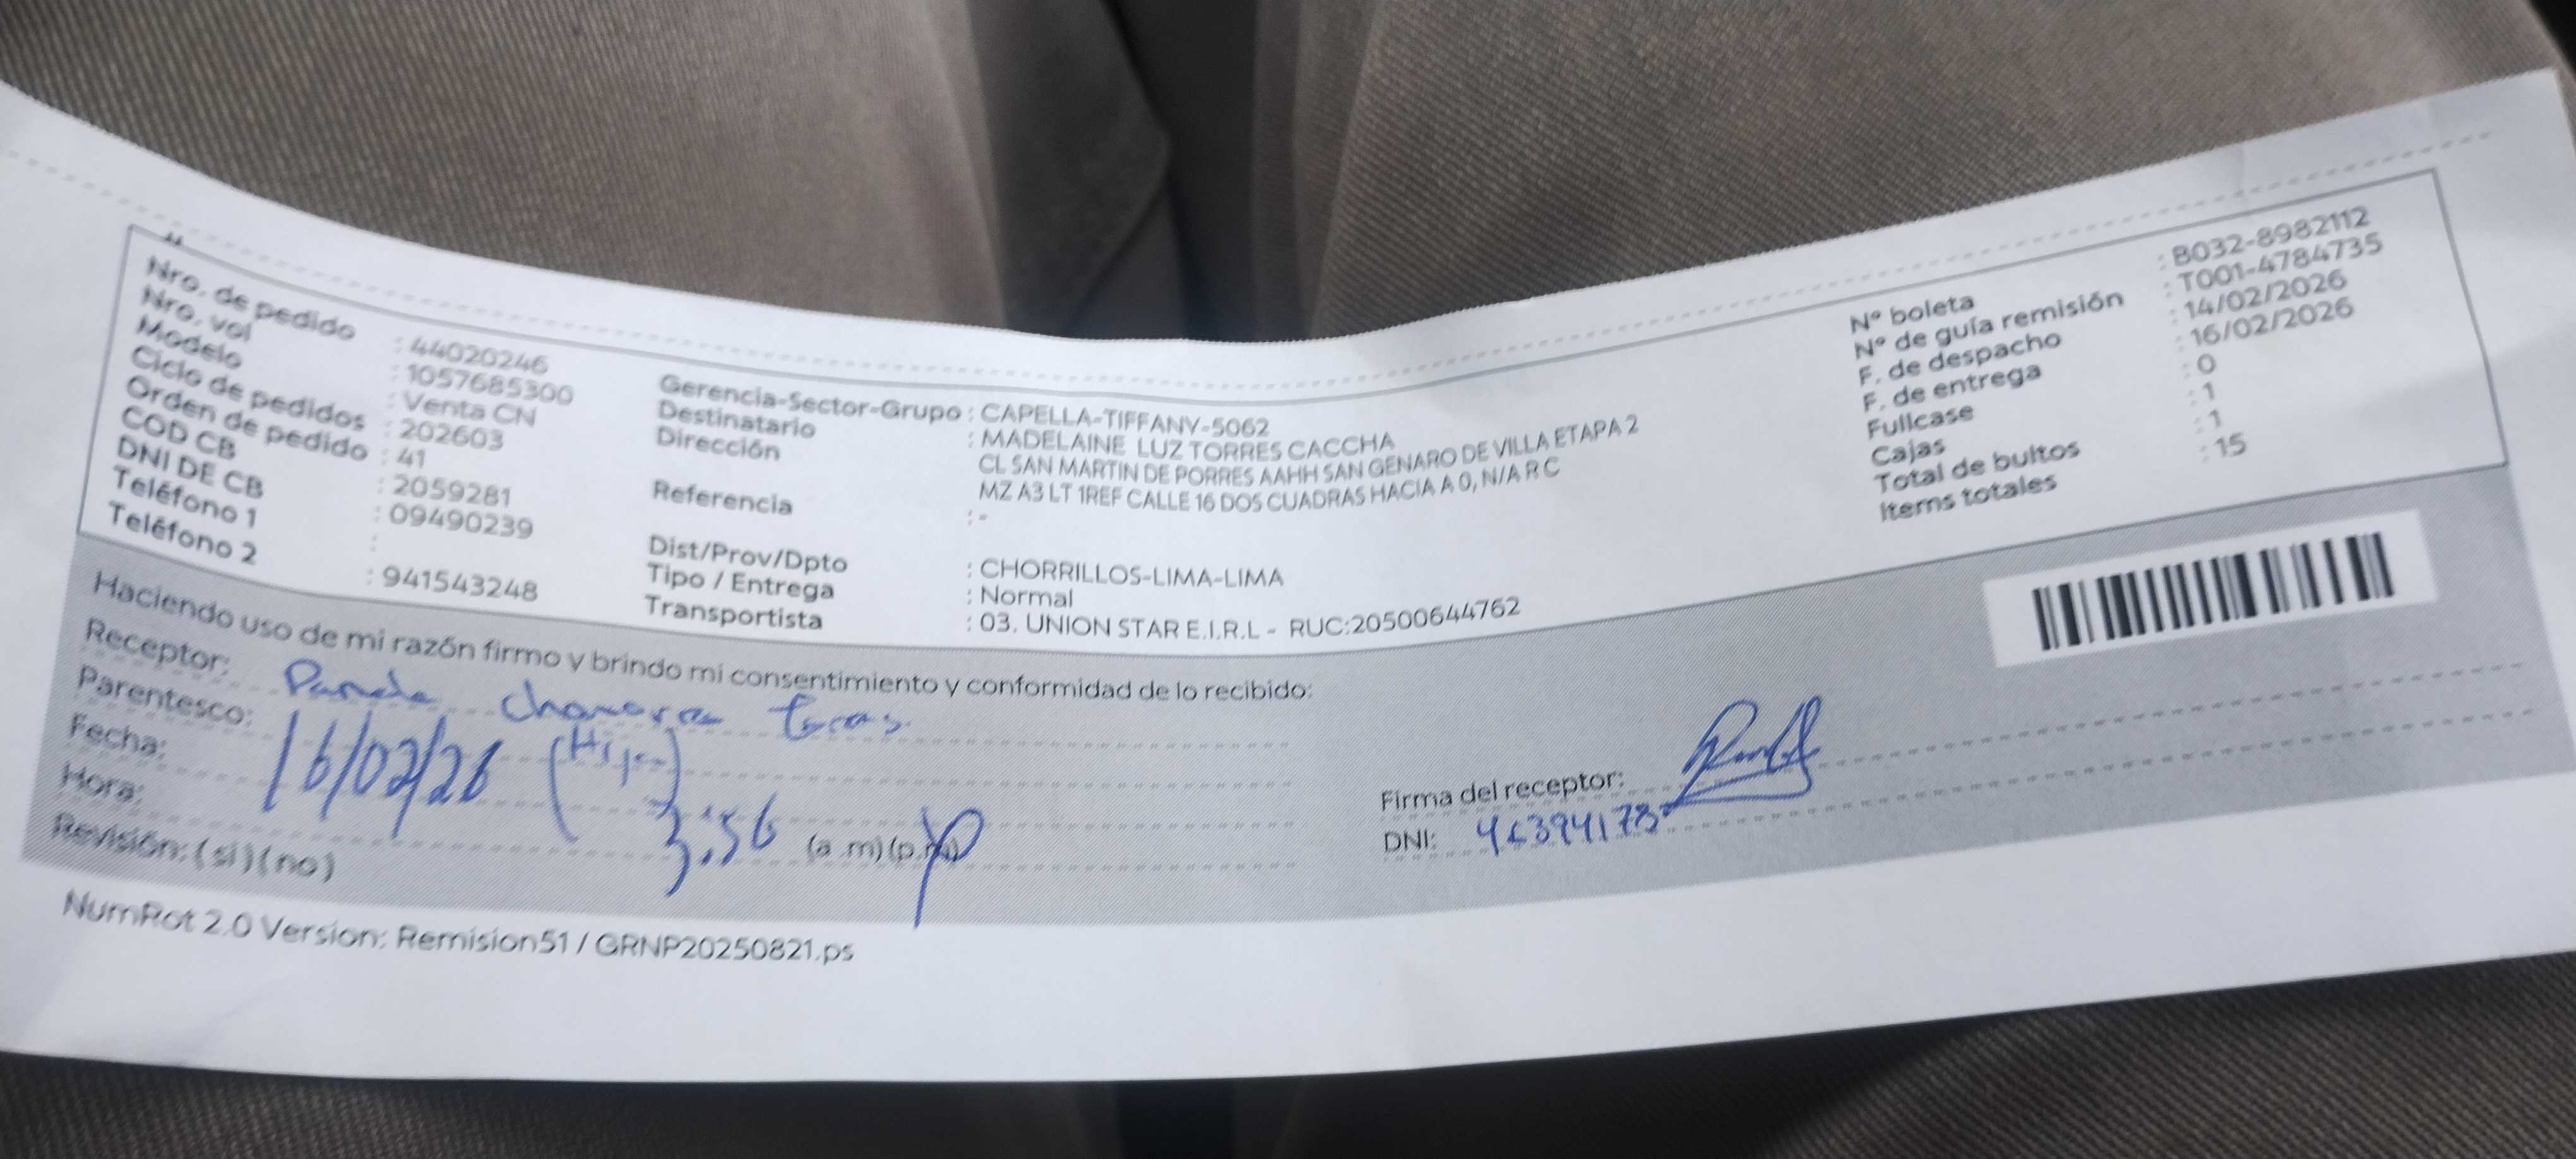 Nro. de pedido : 44020246
Nro. vol : 1057685300
Modelo : Venta CN
Ciclo de pedidos : 202603
Orden de pedido : 41
COD CB : 2059281
DNI DE CB : 09490239
Teléfono 1 :
Teléfono 2 : 941543248
Gerencia-Sector-Grupo : CAPELLA-TIFFANY-5062
Destinatario : MADELAINE LUZ TORRES CACCHA
Dirección CL SAN MARTIN DE PORRES AAHH SAN GENARO DE VILLA ETAPA 2
MZ A3 LT 1REF CALLE 16 DOS CUADRAS HACIA A 0, N/A R C
Referencia : -
Dist/Prov/Dpto : CHORRILLOS-LIMA-LIMA
Tipo / Entrega : Normal
Transportista : 03. UNION STAR E.I.R.L - RUC:20500644762
N° boleta : B032-8982112
N° de guía remisión : T001-4784735
F. de despacho : 14/02/2026
F. de entrega : 16/02/2026
Fullcase : 0
Cajas : 1
Total de bultos : 1
Items totales : 15
Haciendo uso de mi razón firmo y brindo mi consentimiento y conformidad de lo recibido:
Receptor:
Parentesco:
Fecha: 16/02/26
Hora: 3:56 (a .m) (p.m)
Revisión: (si) (no)
Firma del receptor:
DNI:
NumRot 2.0 Version: Remision51 / GRNP20250821.ps